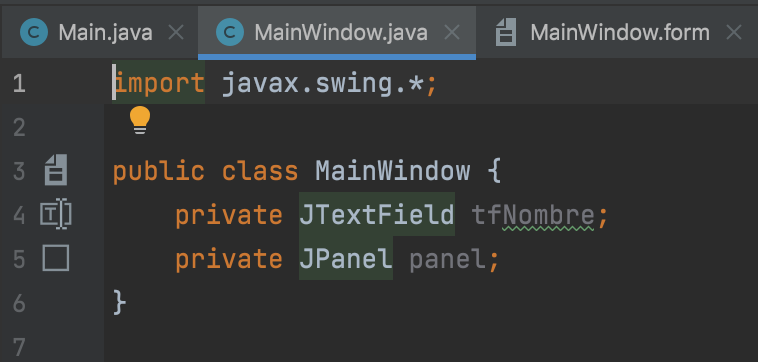 Main.java MainWindow.java MainWindow.form
1 import javax.swing.*;
2
3 public class MainWindow {
4     private JTextField tfNombre;
5     private JPanel panel;
6 }
7